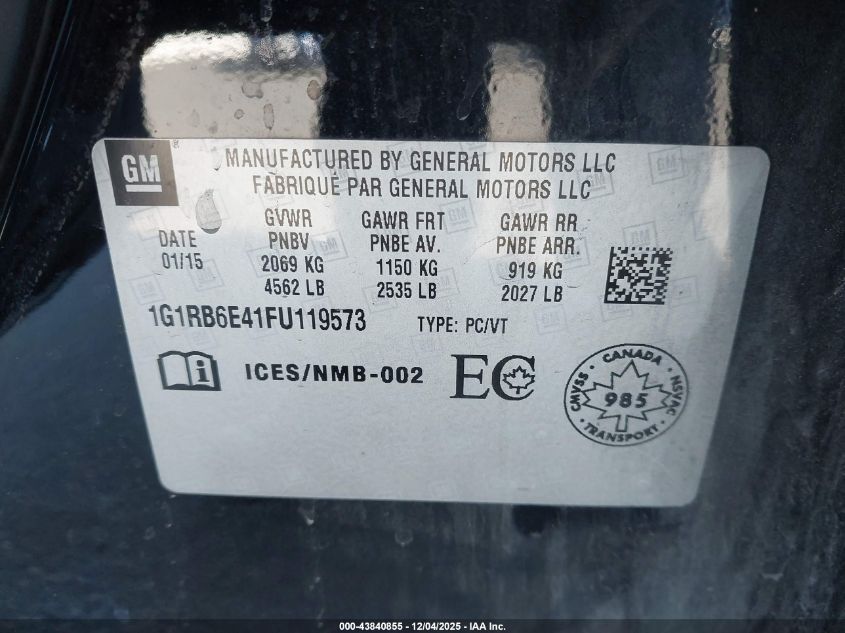 GM ®
MANUFACTURED BY GENERAL MOTORS LLC
FABRIQUÉ PAR GENERAL MOTORS LLC
DATE
01/15
GVWR
PNBV
2069 KG
4562 LB
GAWR FRT
PNBE AV.
1150 KG
2535 LB
GAWR RR
PNBE ARR.
919 KG
2027 LB
1G1RB6E41FU119573 TYPE: PC/VT
i ICES/NMB-002 EC
CANADA
CMVSS 985 NSVAC
TRANSPORT
000-43840855 - 12/04/2025 - IAA Inc.